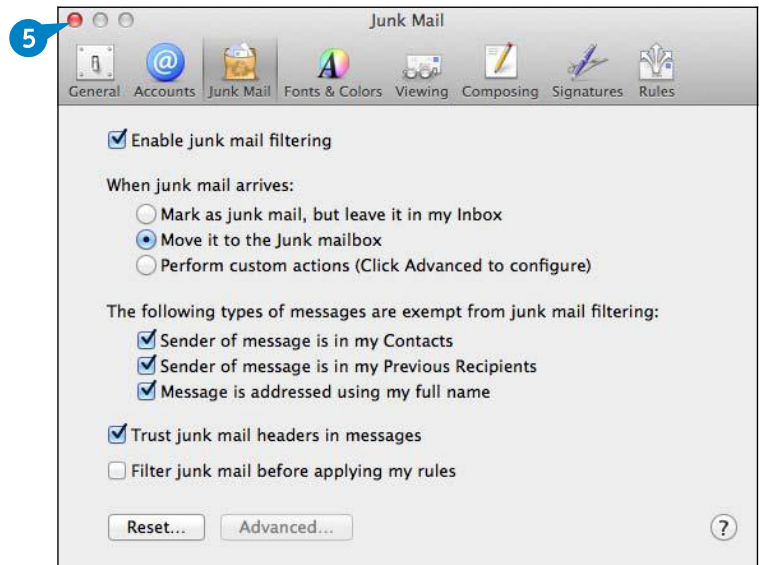 5
Junk Mail
General Accounts Junk Mail Fonts & Colors Viewing Composing Signatures Rules
Enable junk mail filtering
When junk mail arrives:
Mark as junk mail, but leave it in my Inbox
Move it to the Junk mailbox
Perform custom actions (Click Advanced to configure)
The following types of messages are exempt from junk mail filtering:
Sender of message is in my Contacts
Sender of message is in my Previous Recipients
Message is addressed using my full name
Trust junk mail headers in messages
Filter junk mail before applying my rules
Reset... Advanced... ?